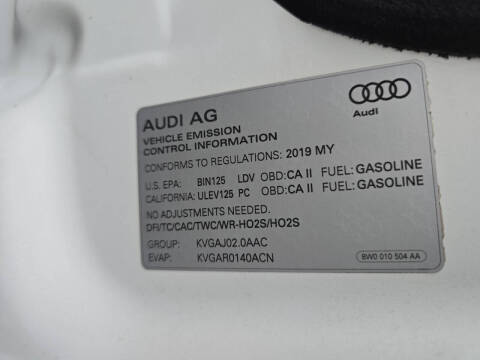 AUDI AG
Audi
VEHICLE EMISSION
CONTROL INFORMATION
CONFORMS TO REGULATIONS: 2019 MY
U.S. EPA: BIN125 LDV OBD:CA II FUEL:GASOLINE
CALIFORNIA: ULEV125 PC OBD:CA II FUEL:GASOLINE
NO ADJUSTMENTS NEEDED.
DFI/TC/CAC/TWC/WR-HO2S/HO2S
GROUP: KVGAJ02.0AAC
EVAP: KVGAR0140ACN
8W0 010 504 AA